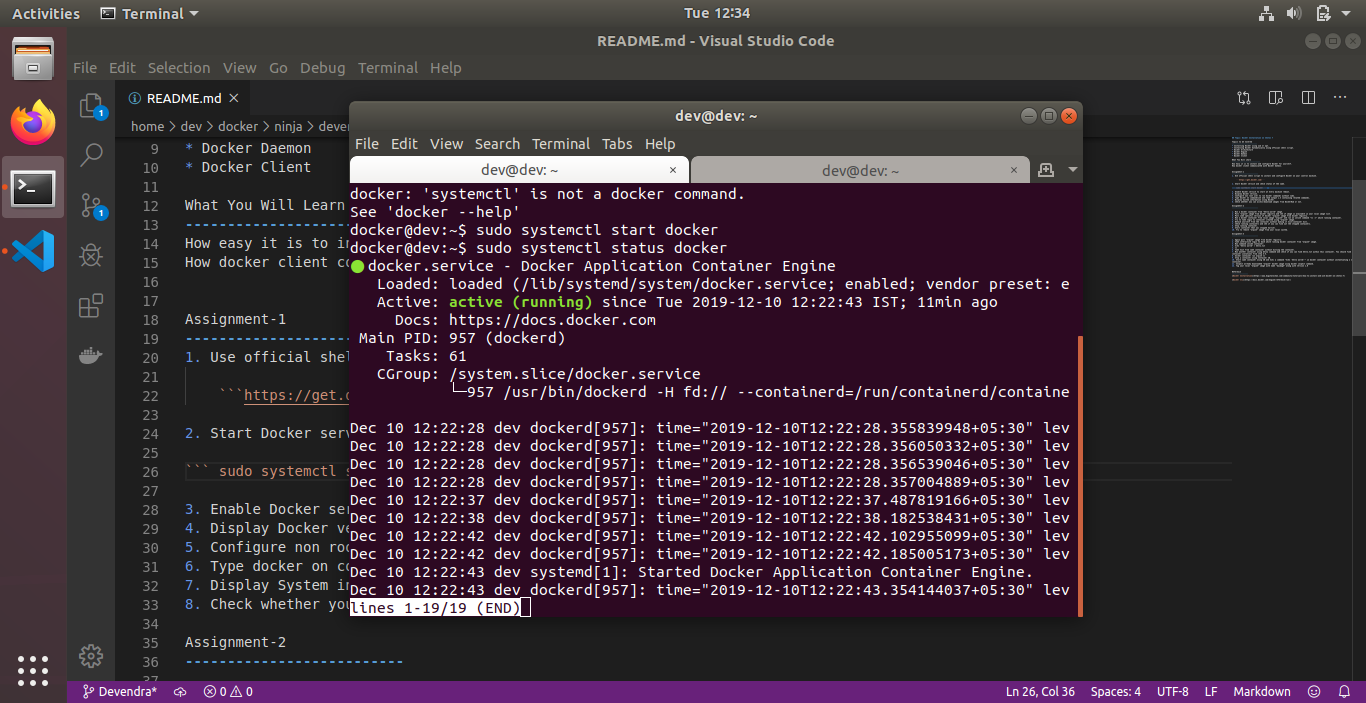 Activities Terminal Tue 12:34
README.md - Visual Studio Code
File Edit Selection View Go Debug Terminal Help
README.md
home > dev > docker > ninja >
9 * Docker Daemon
10 * Docker Client
11
12 What You Will Learn
13 -------------------
14 How easy it is to
15 How docker client
16
17
18 Assignment-1
19 -------------------
20 1. Use official
21
22 ```https://get.
23
24 2. Start Docker
25
26 ``` sudo systemctl
27
28 3. Enable Docker
29 4. Display Docker
30 5. Configure non
31 6. Type docker on
32 7. Display System
33 8. Check whether
34
35 Assignment-2
36 --------------------------
37
dev@dev: ~
File Edit View Search Terminal Tabs Help
dev@dev: ~ × dev@dev: ~ ×
docker: 'systemctl' is not a docker command.
See 'docker --help'
docker@dev:~$ sudo systemctl start docker
docker@dev:~$ sudo systemctl status docker
● docker.service - Docker Application Container Engine
Loaded: loaded (/lib/systemd/system/docker.service; enabled; vendor preset: e
Active: active (running) since Tue 2019-12-10 12:22:43 IST; 11min ago
Docs: https://docs.docker.com
Main PID: 957 (dockerd)
Tasks: 61
CGroup: /system.slice/docker.service
└─957 /usr/bin/dockerd -H fd:// --containerd=/run/containerd/containe
Dec 10 12:22:28 dev dockerd[957]: time="2019-12-10T12:22:28.355839948+05:30" lev
Dec 10 12:22:28 dev dockerd[957]: time="2019-12-10T12:22:28.356050332+05:30" lev
Dec 10 12:22:28 dev dockerd[957]: time="2019-12-10T12:22:28.356539046+05:30" lev
Dec 10 12:22:28 dev dockerd[957]: time="2019-12-10T12:22:28.357004889+05:30" lev
Dec 10 12:22:37 dev dockerd[957]: time="2019-12-10T12:22:37.487819166+05:30" lev
Dec 10 12:22:38 dev dockerd[957]: time="2019-12-10T12:22:38.182538431+05:30" lev
Dec 10 12:22:42 dev dockerd[957]: time="2019-12-10T12:22:42.102955099+05:30" lev
Dec 10 12:22:42 dev dockerd[957]: time="2019-12-10T12:22:42.185005173+05:30" lev
Dec 10 12:22:43 dev systemd[1]: Started Docker Application Container Engine.
Dec 10 12:22:43 dev dockerd[957]: time="2019-12-10T12:22:43.354144037+05:30" lev
lines 1-19/19 (END)
Devendra* 0 0 Ln 26, Col 36 Spaces: 4 UTF-8 LF Markdown